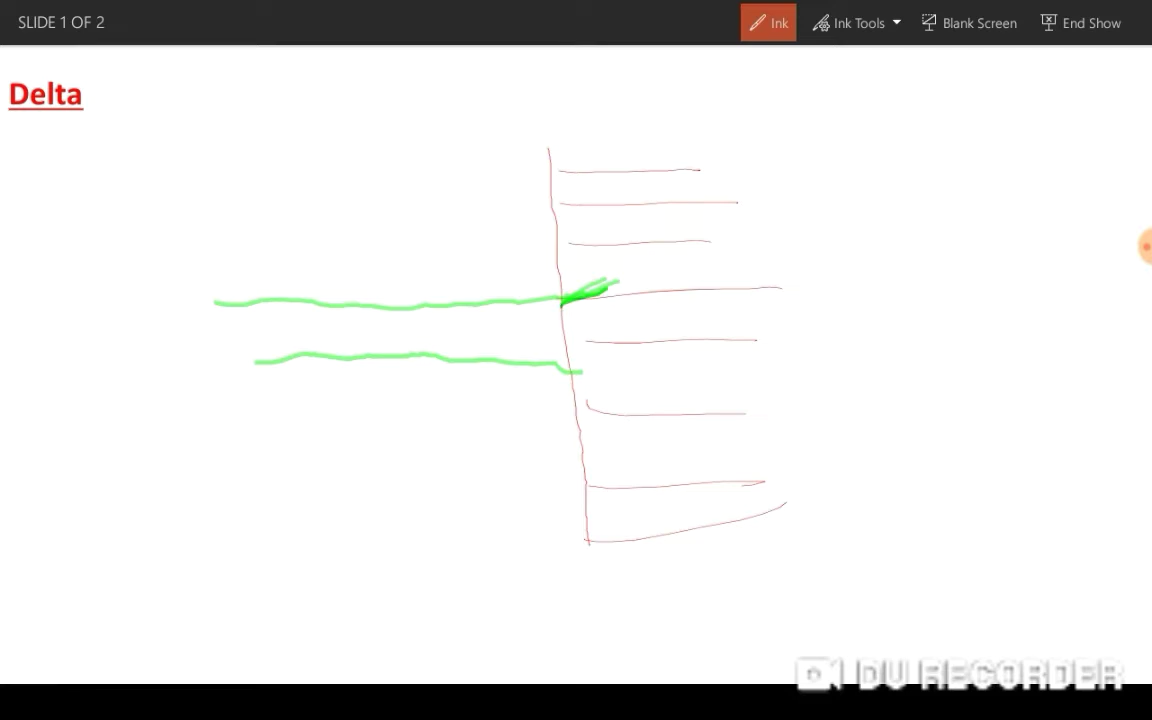 SLIDE 1 OF 2
Ink
Ink Tools
Blank Screen
End Show
Delta
DU RECORDER